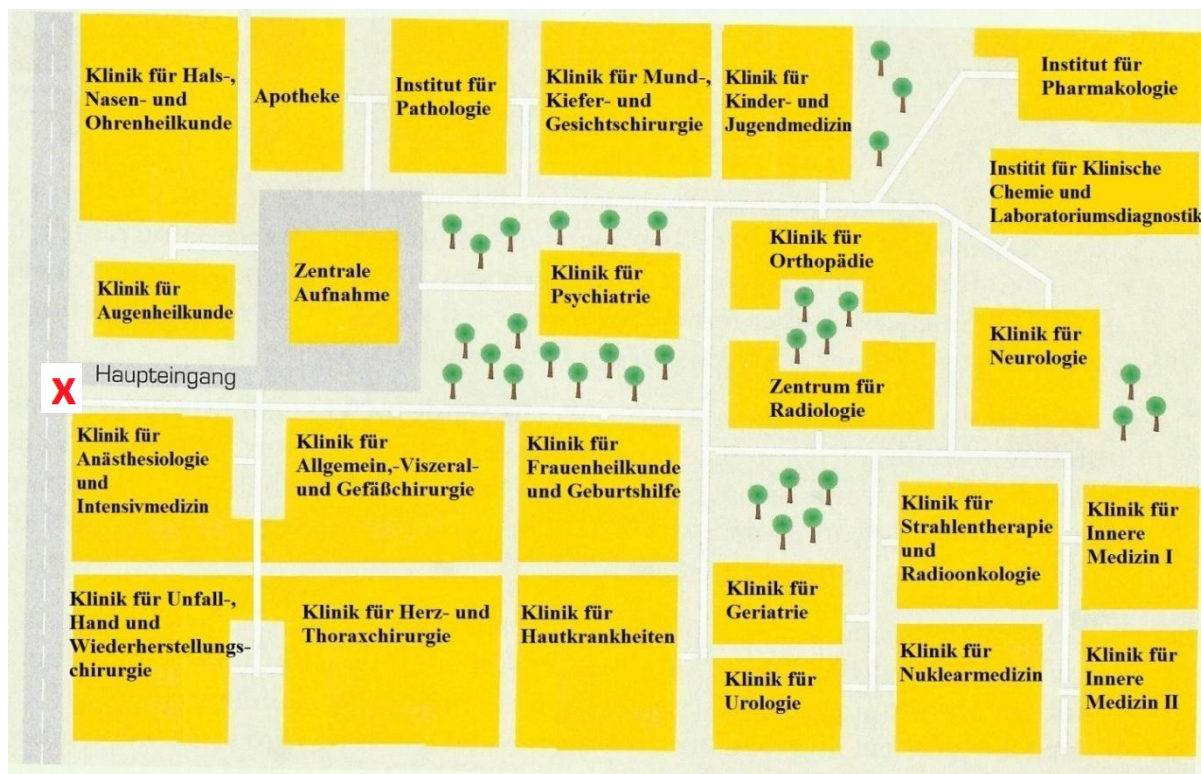 Klinik für Hals-,
Nasen- und
Ohrenheilkunde
Apotheke
Institut für
Pathologie
Klinik für Mund-,
Kiefer- und
Gesichtschirurgie
Klinik für
Kinder- und
Jugendmedizin
Institut für
Pharmakologie
Institit für Klinische
Chemie und
Laboratoriumsdiagnostik
Klinik für
Augenheilkunde
Zentrale
Aufnahme
Klinik für
Psychiatrie
Klinik für
Orthopädie
Klinik für
Neurologie
X
Haupteingang
Zentrum für
Radiologie
Klinik für
Anästhesiologie
und
Intensivmedizin
Klinik für
Allgemein,-Viszeral-
und Gefäßchirurgie
Klinik für
Frauenheilkunde
und Geburtshilfe
Klinik für
Strahlentherapie
und
Radioonkologie
Klinik für
Innere
Medizin I
Klinik für Unfall-,
Hand und
Wiederherstellungs-
chirurgie
Klinik für Herz- und
Thoraxchirurgie
Klinik für
Hautkrankheiten
Klinik für
Geriatrie
Klinik für
Urologie
Klinik für
Nuklearmedizin
Klinik für
Innere
Medizin II